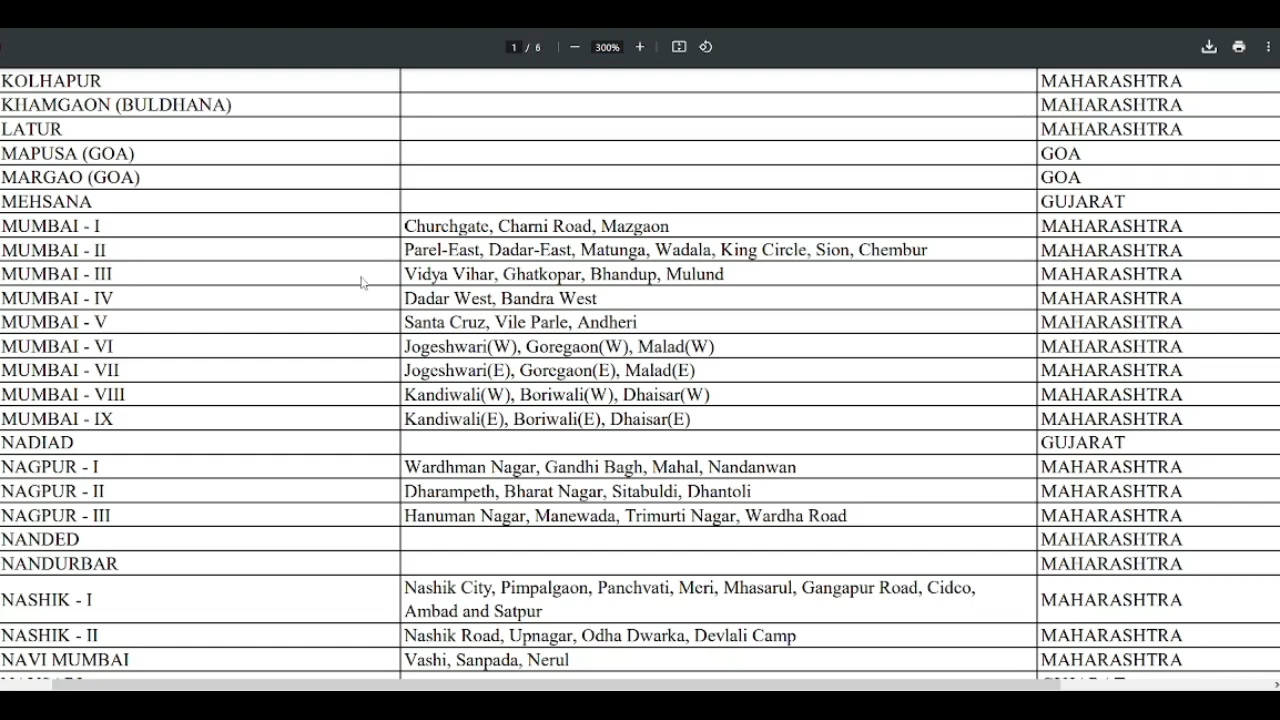 1 / 6 300%
KOLHAPUR MAHARASHTRA
KHAMGAON (BULDHANA) MAHARASHTRA
LATUR MAHARASHTRA
MAPUSA (GOA) GOA
MARGAO (GOA) GOA
MEHSANA GUJARAT
MUMBAI - I Churchgate, Charni Road, Mazgaon MAHARASHTRA
MUMBAI - II Parel-East, Dadar-East, Matunga, Wadala, King Circle, Sion, Chembur MAHARASHTRA
MUMBAI - III Vidya Vihar, Ghatkopar, Bhandup, Mulund MAHARASHTRA
MUMBAI - IV Dadar West, Bandra West MAHARASHTRA
MUMBAI - V Santa Cruz, Vile Parle, Andheri MAHARASHTRA
MUMBAI - VI Jogeshwari(W), Goregaon(W), Malad(W) MAHARASHTRA
MUMBAI - VII Jogeshwari(E), Goregaon(E), Malad(E) MAHARASHTRA
MUMBAI - VIII Kandiwali(W), Boriwali(W), Dhaisar(W) MAHARASHTRA
MUMBAI - IX Kandiwali(E), Boriwali(E), Dhaisar(E) MAHARASHTRA
NADIAD GUJARAT
NAGPUR - I Wardhman Nagar, Gandhi Bagh, Mahal, Nandanwan MAHARASHTRA
NAGPUR - II Dharampeth, Bharat Nagar, Sitabuldi, Dhantoli MAHARASHTRA
NAGPUR - III Hanuman Nagar, Manewada, Trimurti Nagar, Wardha Road MAHARASHTRA
NANDED MAHARASHTRA
NANDURBAR MAHARASHTRA
NASHIK - I Nashik City, Pimpalgaon, Panchvati, Meri, Mhasarul, Gangapur Road, Cidco, MAHARASHTRA
Ambad and Satpur
NASHIK - II Nashik Road, Upnagar, Odha Dwarka, Devlali Camp MAHARASHTRA
NAVI MUMBAI Vashi, Sanpada, Nerul MAHARASHTRA